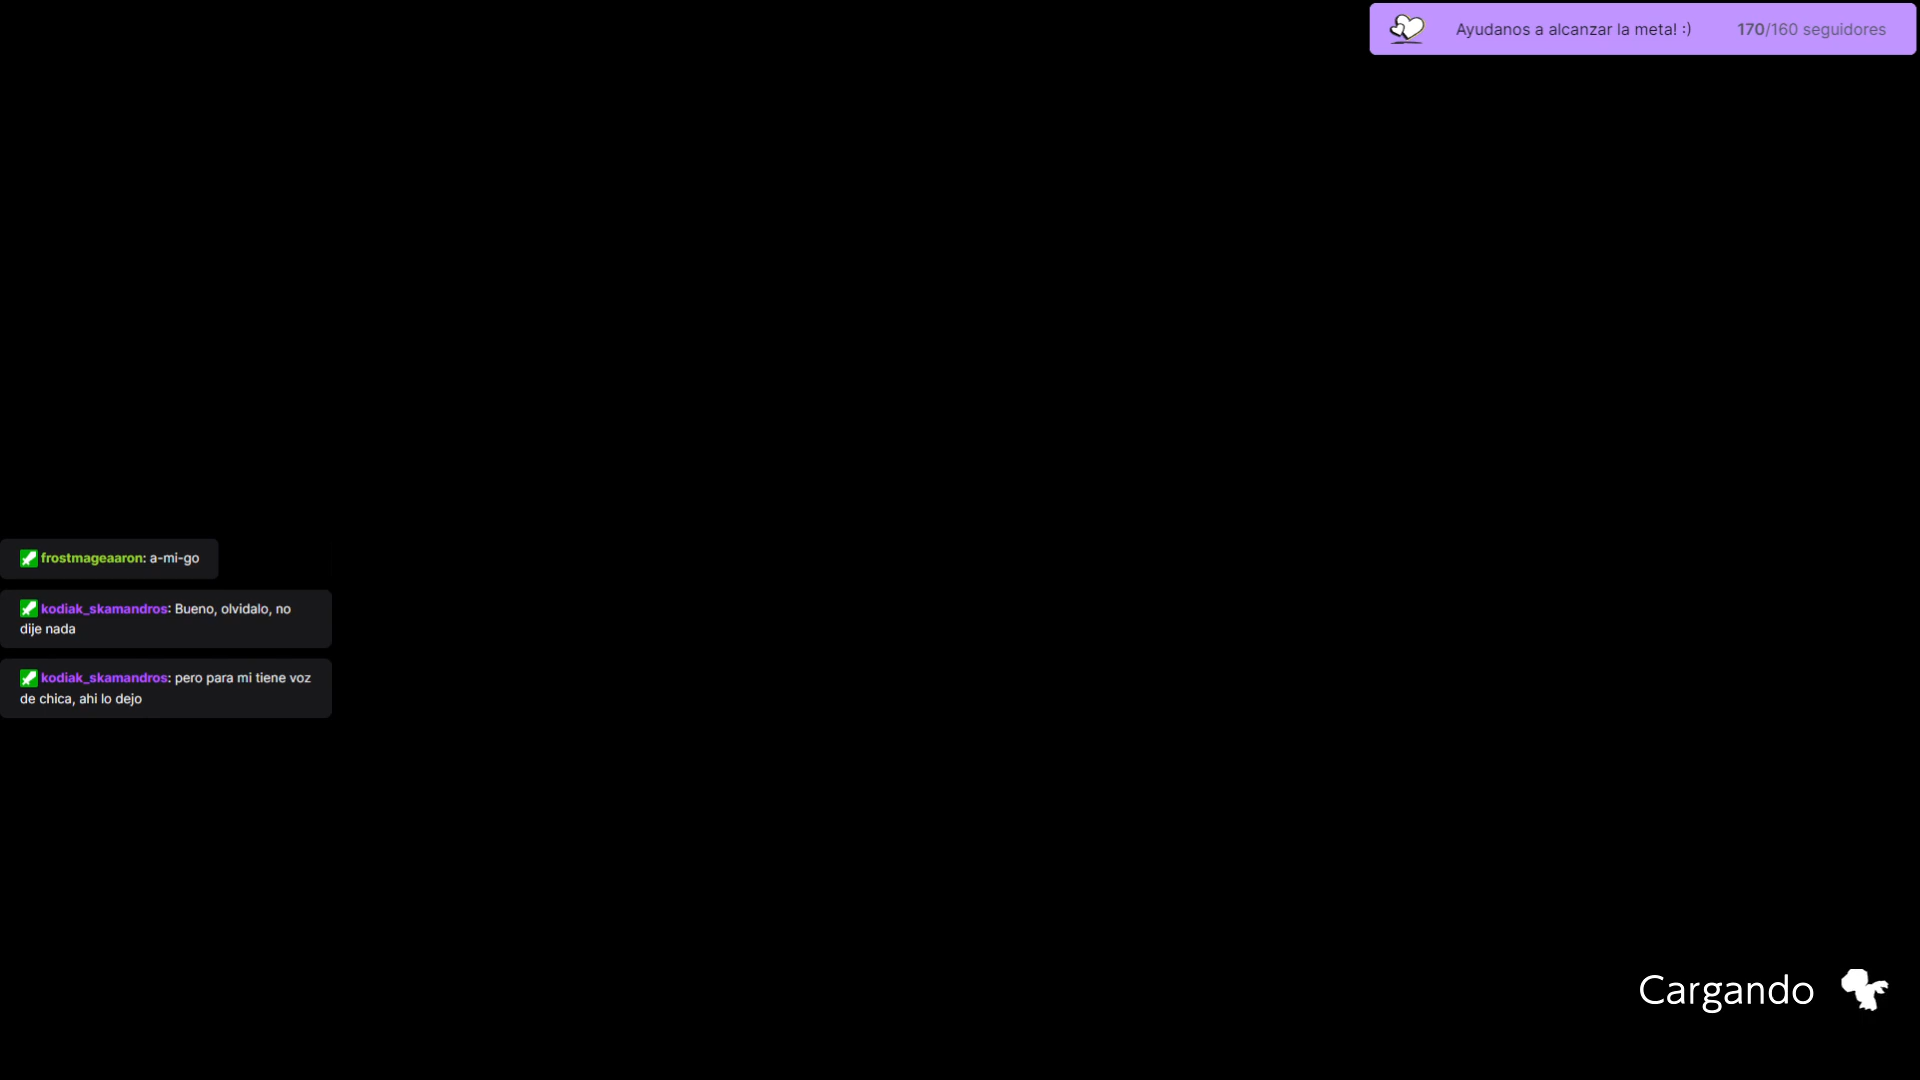 Ayudanos a alcanzar la meta! :) 170/160 seguidores
frostmageaaron: a-mi-go
kodiak_skamandros: Bueno, olvidalo, no
dije nada
kodiak_skamandros: pero para mi tiene voz
de chica, ahi lo dejo
Cargando